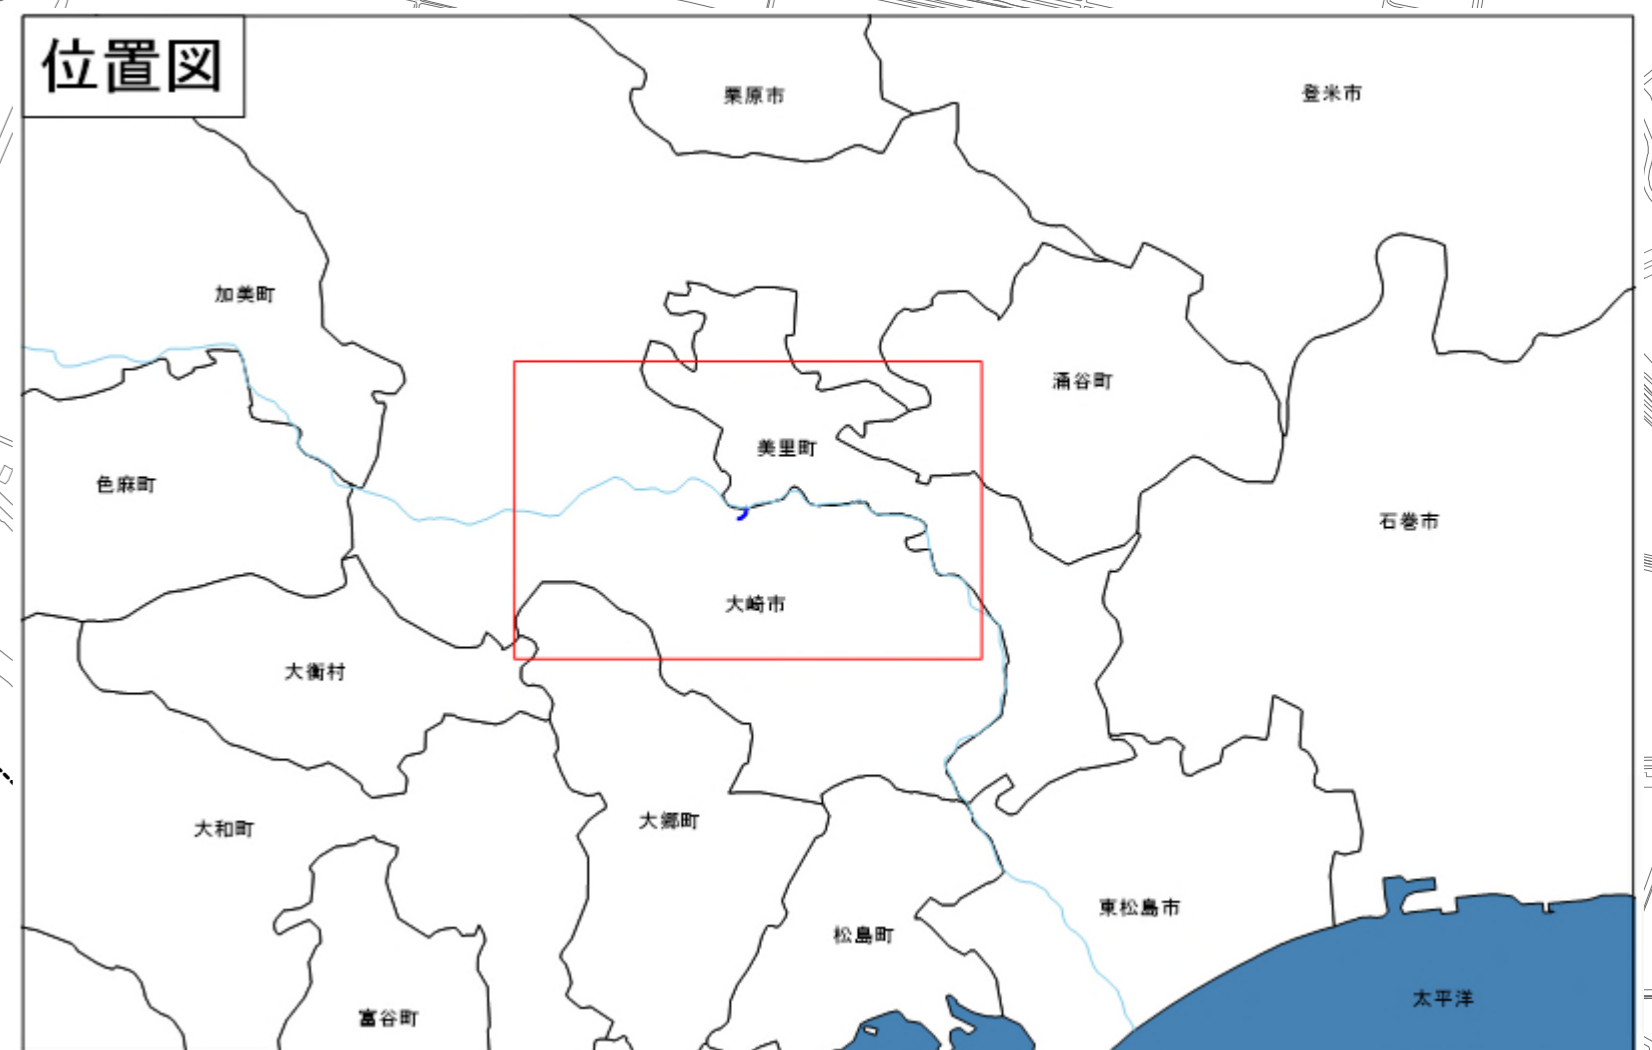 位置図
栗原市
登米市
加美町
涌谷町
美里町
色麻町
石巻市
大崎市
大衡村
大郷町
大和町
東松島市
松島町
太平洋
富谷町